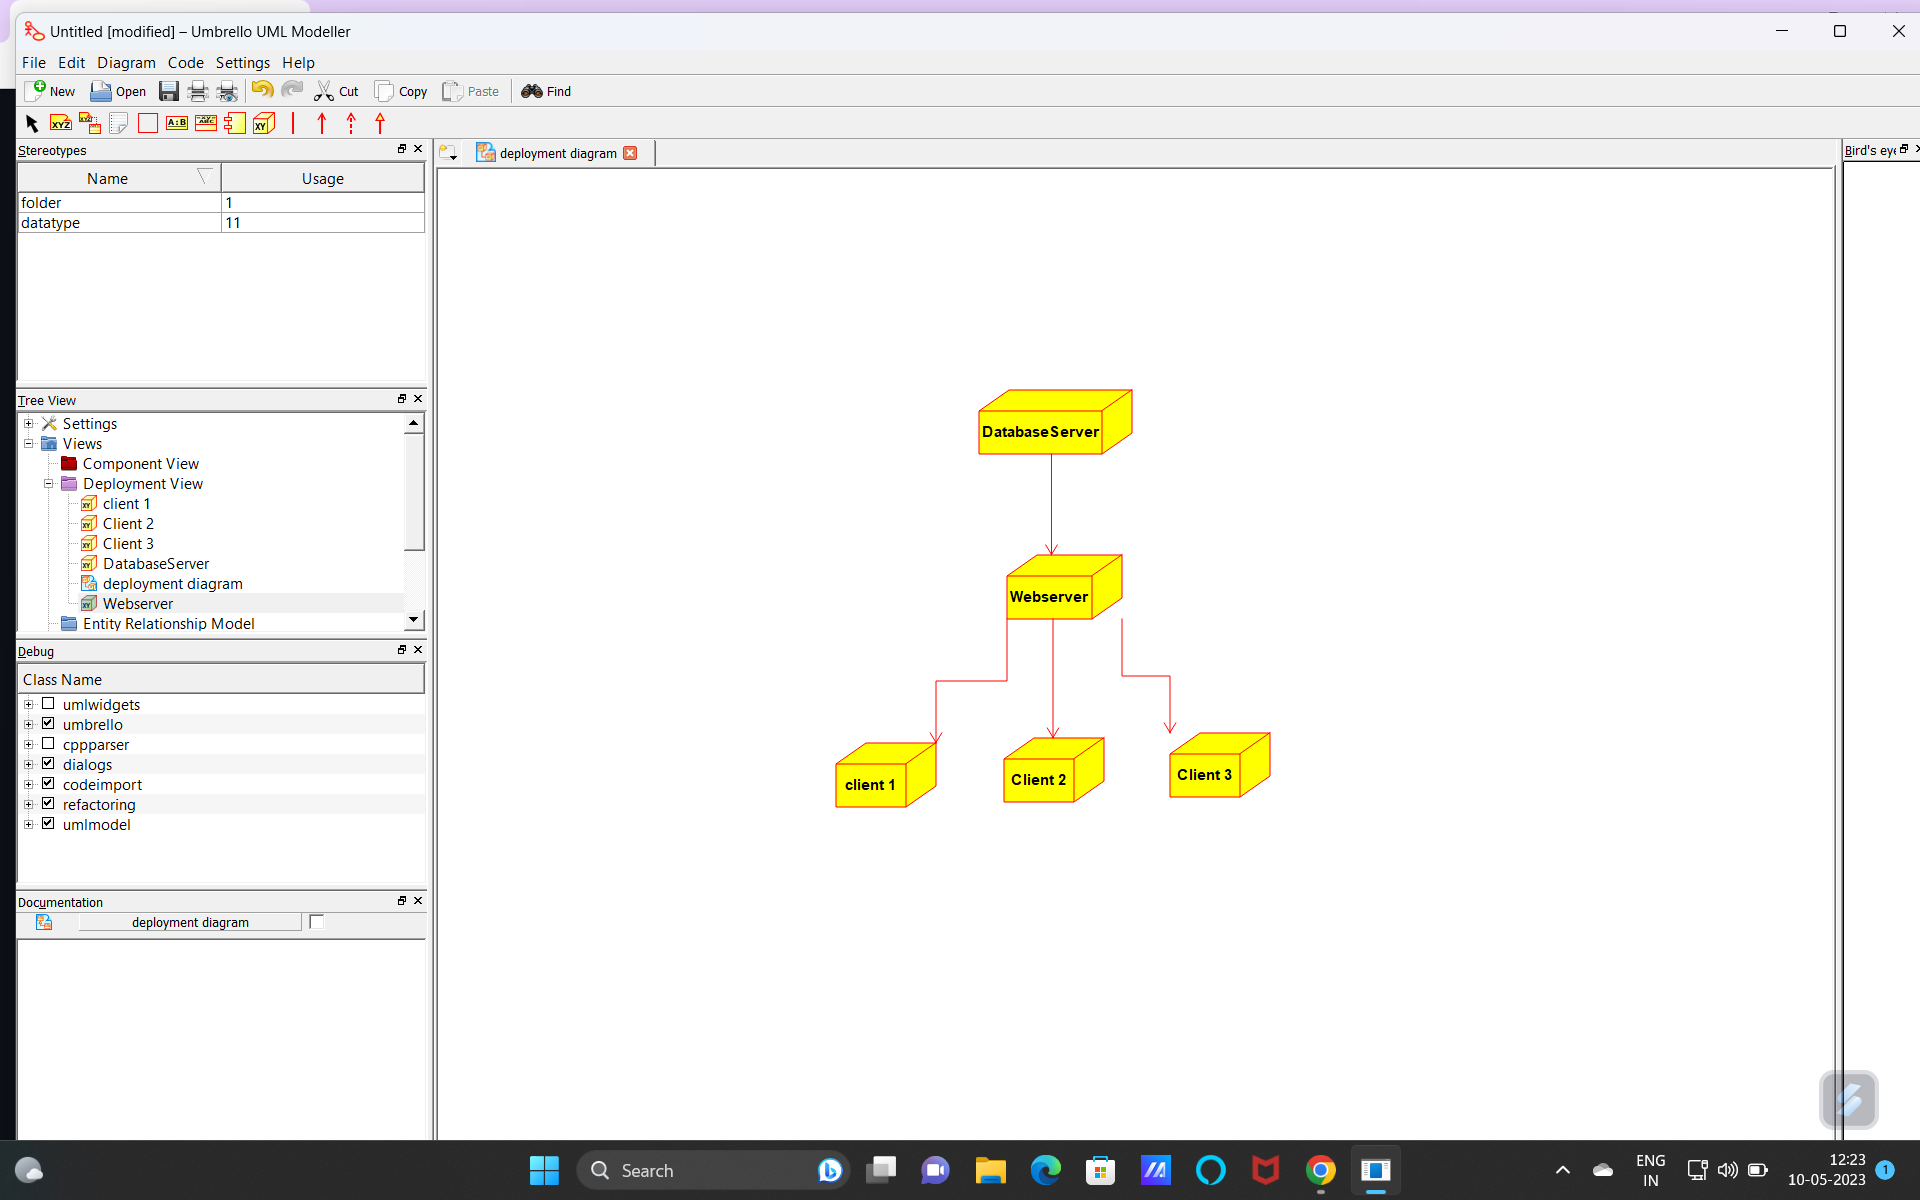 Untitled [modified] – Umbrello UML Modeller
File Edit Diagram Code Settings Help
New Open Cut Copy Paste Find
XYZ XYZ A:B ABC XY
Stereotypes
Name Usage
folder 1
datatype 11
Tree View
Settings
Views
Component View
Deployment View
client 1
Client 2
Client 3
DatabaseServer
deployment diagram
Webserver
Entity Relationship Model
Debug
Class Name
umlwidgets
umbrello
cppparser
dialogs
codeimport
refactoring
umlmodel
Documentation
deployment diagram
deployment diagram
DatabaseServer
Webserver
client 1 Client 2 Client 3
Bird's eye
Search
ENG
IN
12:23
10-05-2023
1